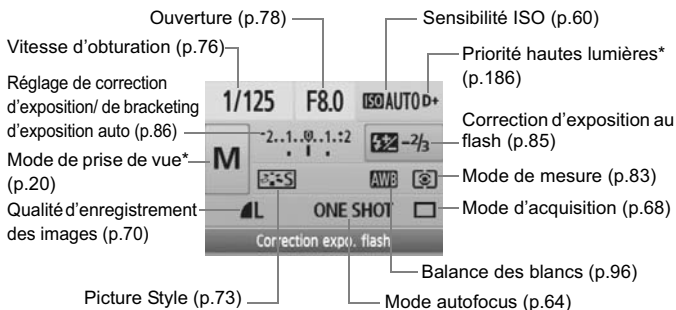 Ouverture (p.78)
Sensibilité ISO (p.60)
Vitesse d'obturation (p.76)
Priorité hautes lumières*
(p.186)
Réglage de correction
d'exposition/ de bracketing
d'exposition auto (p.86)
1/125 F8.0 ISO AUTO D+
-2..1..0..1.:2
-2/3
Correction d'exposition au
flash (p.85)
Mode de prise de vue*
(p.20)
M
S AWB
Mode de mesure (p.83)
Qualité d'enregistrement
des images (p.70)
L ONE SHOT
Mode d'acquisition (p.68)
Correction expo. flash
Balance des blancs (p.96)
Picture Style (p.73)
Mode autofocus (p.64)